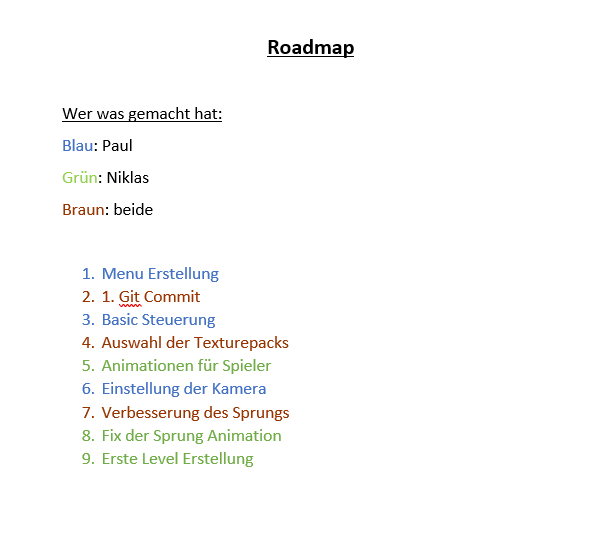 Roadmap
Wer was gemacht hat:
Blau: Paul
Grün: Niklas
Braun: beide
1. Menu Erstellung
2. 1. Git Commit
3. Basic Steuerung
4. Auswahl der Texturepacks
5. Animationen für Spieler
6. Einstellung der Kamera
7. Verbesserung des Sprungs
8. Fix der Sprung Animation
9. Erste Level Erstellung